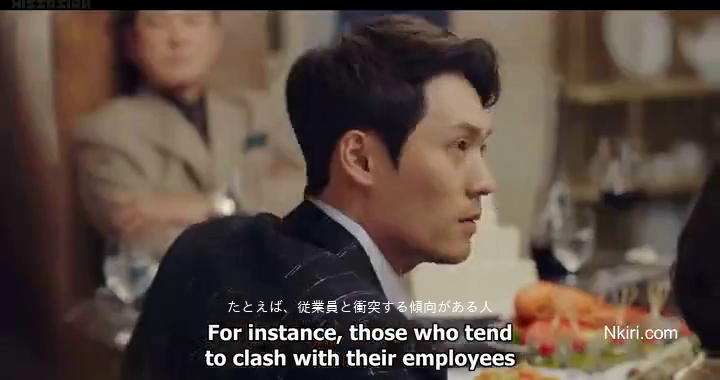 たとえば、従業員と衝突する傾向がある人
For instance, those who tend
to clash with their employees
Nkiri.com